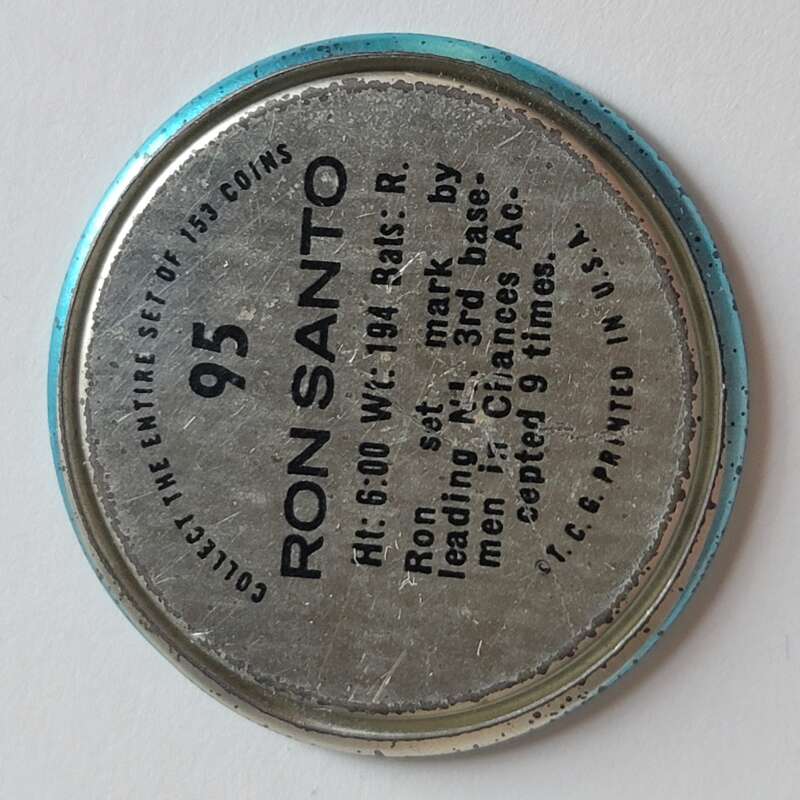 COLLECT THE ENTIRE SET OF 153 COINS
95
RON SANTO
Ht: 6:00 Wt: 194 Bats: R.
Ron set mark by
leading N.L. 3rd base-
men in Chances Ac-
cepted 9 times.
©T. C. G. PRINTED IN U.S.A.